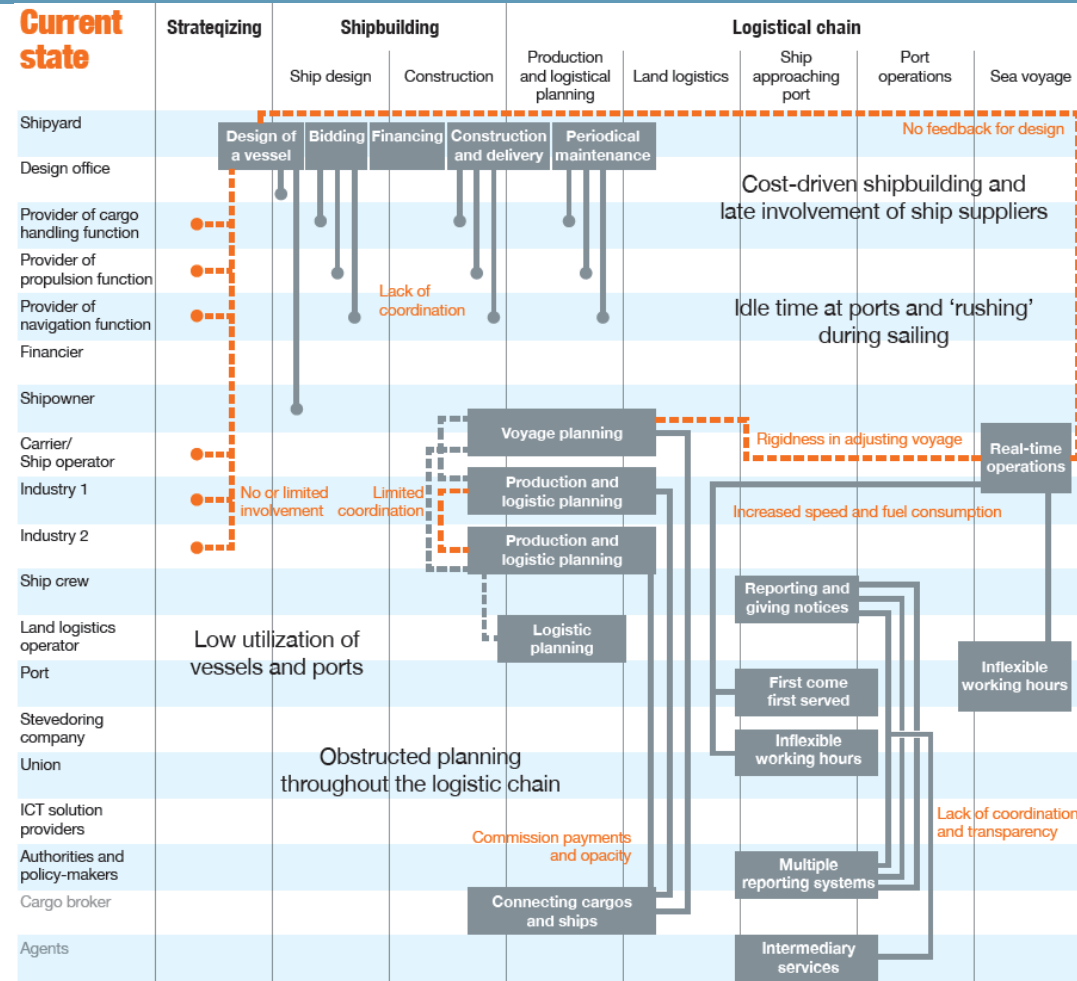 Current
state
Strateqizing
Shipbuilding
Logistical chain
Ship design
Construction
Production
and logistical
planning
Land logistics
Ship
approaching
port
Port
operations
Sea voyage
Shipyard
Design of
a vessel
Bidding
Financing
Construction
and delivery
Periodical
maintenance
No feedback for design
Design office
Cost-driven shipbuilding and
late involvement of ship suppliers
Provider of cargo
handling function
Provider of
propulsion function
Lack of
coordination
Provider of
navigation function
Idle time at ports and ‘rushing’
during sailing
Financier
Shipowner
Voyage planning
Rigidness in adjusting voyage
Real-time
operations
Carrier/
Ship operator
Industry 1
No or limited
involvement
Limited
coordination
Production and
logistic planning
Increased speed and fuel consumption
Industry 2
Production and
logistic planning
Ship crew
Reporting and
giving notices
Land logistics
operator
Low utilization of
vessels and ports
Logistic
planning
Inflexible
working hours
Port
First come
first served
Stevedoring
company
Inflexible
working hours
Union
Obstructed planning
throughout the logistic chain
ICT solution
providers
Commission payments
and opacity
Lack of coordination
and transparency
Authorities and
policy-makers
Multiple
reporting systems
Cargo broker
Connecting cargos
and ships
Agents
Intermediary
services